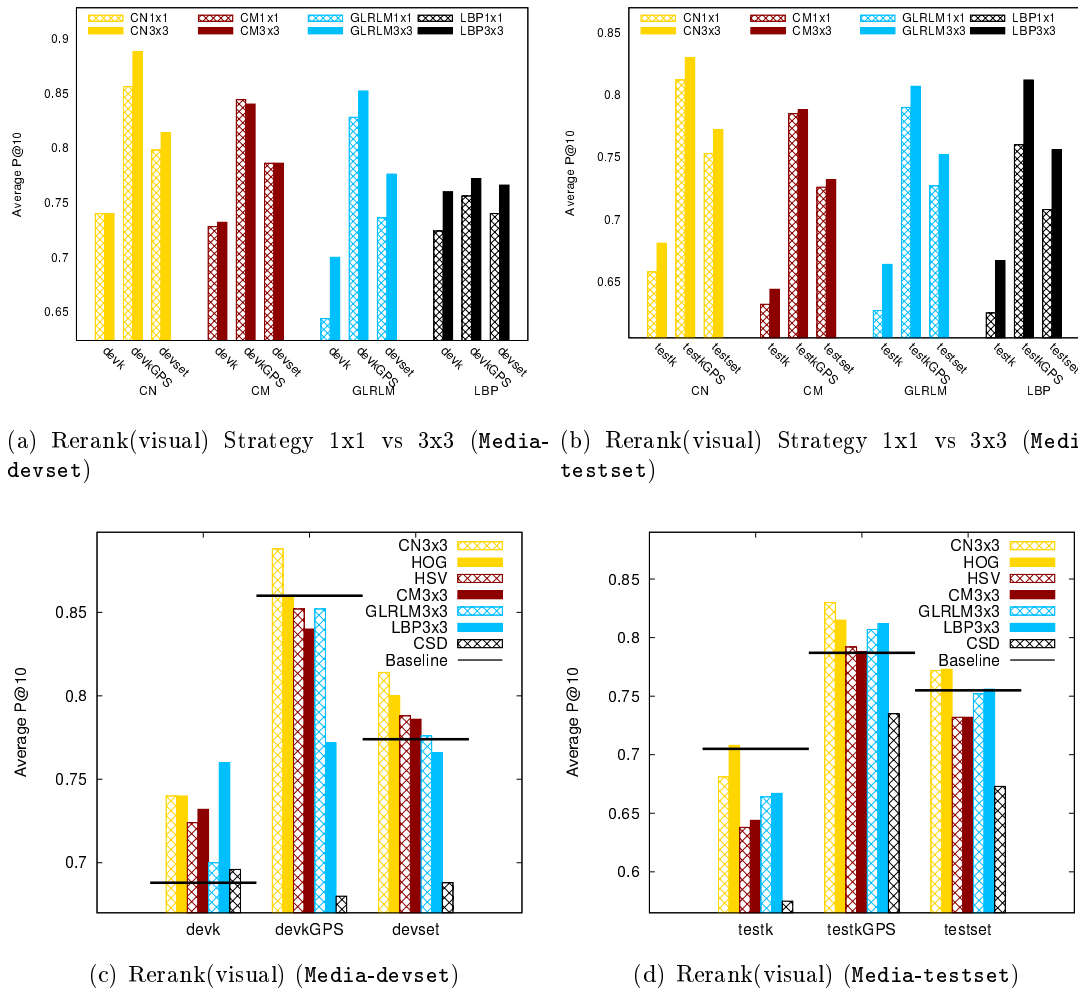 CN1x1 CM1x1 GLRLM1x1 LBP1x1
CN3x3 CM3x3 GLRLM3x3 LBP3x3
0.9
0.85
0.8
0.75
0.7
0.65
Average P@10
devk devkGPS devset devk devkGPS devset devk devkGPS devset devk devkGPS devset
CN CM GLRLM LBP
(a) Rerank(visual) Strategy 1x1 vs 3x3 (Media-
devset)
CN1x1 CM1x1 GLRLM1x1 LBP1x1
CN3x3 CM3x3 GLRLM3x3 LBP3x3
0.85
0.8
0.75
0.7
0.65
Average P@10
testk testkGPS testset testk testkGPS testset testk testkGPS testset testk testkGPS testset
CN CM GLRLM LBP
(b) Rerank(visual) Strategy 1x1 vs 3x3 (Medi
testset)
CN3x3
HOG
HSV
CM3x3
GLRLM3x3
LBP3x3
CSD
Baseline
0.85
0.8
0.75
0.7
Average P@10
devk devkGPS devset
(c) Rerank(visual) (Media-devset)
CN3x3
HOG
HSV
CM3x3
GLRLM3x3
LBP3x3
CSD
Baseline
0.85
0.8
0.75
0.7
0.65
0.6
Average P@10
testk testkGPS testset
(d) Rerank(visual) (Media-testset)